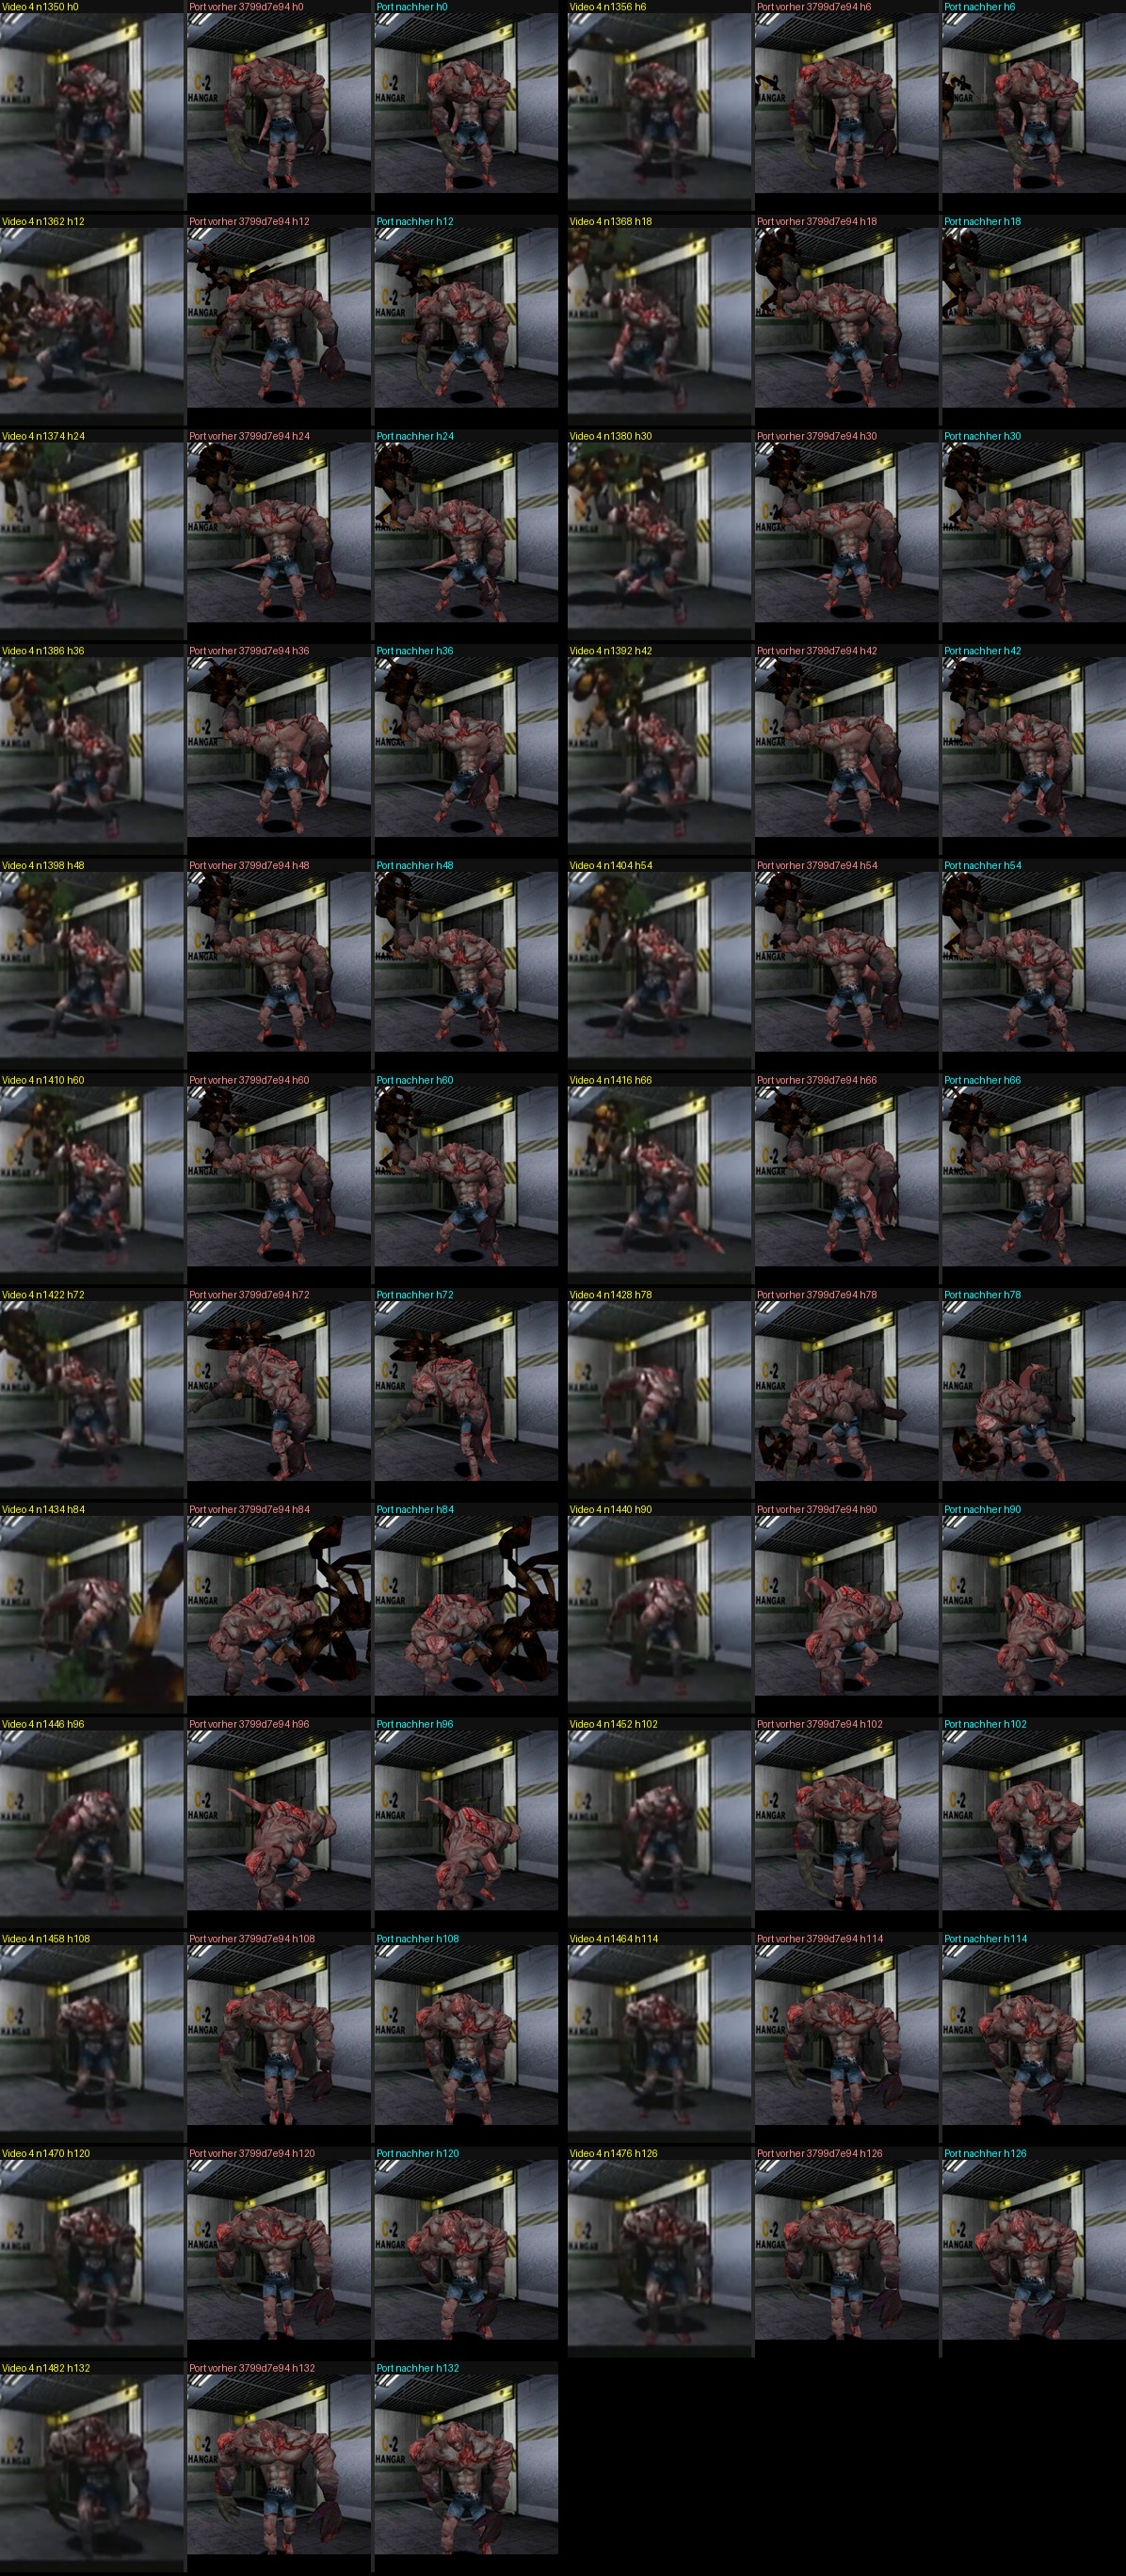 Video 4 n1350 h0 Port vorher 3799d7e94 h0 Port nachher h0 Video 4 n1356 h6 Port vorher 3799d7e94 h6 Port nachher h6
Video 4 n1362 h12 Port vorher 3799d7e94 h12 Port nachher h12 Video 4 n1368 h18 Port vorher 3799d7e94 h18 Port nachher h18
Video 4 n1374 h24 Port vorher 3799d7e94 h24 Port nachher h24 Video 4 n1380 h30 Port vorher 3799d7e94 h30 Port nachher h30
Video 4 n1386 h36 Port vorher 3799d7e94 h36 Port nachher h36 Video 4 n1392 h42 Port vorher 3799d7e94 h42 Port nachher h42
Video 4 n1398 h48 Port vorher 3799d7e94 h48 Port nachher h48 Video 4 n1404 h54 Port vorher 3799d7e94 h54 Port nachher h54
Video 4 n1410 h60 Port vorher 3799d7e94 h60 Port nachher h60 Video 4 n1416 h66 Port vorher 3799d7e94 h66 Port nachher h66
Video 4 n1422 h72 Port vorher 3799d7e94 h72 Port nachher h72 Video 4 n1428 h78 Port vorher 3799d7e94 h78 Port nachher h78
Video 4 n1434 h84 Port vorher 3799d7e94 h84 Port nachher h84 Video 4 n1440 h90 Port vorher 3799d7e94 h90 Port nachher h90
Video 4 n1446 h96 Port vorher 3799d7e94 h96 Port nachher h96 Video 4 n1452 h102 Port vorher 3799d7e94 h102 Port nachher h102
Video 4 n1458 h108 Port vorher 3799d7e94 h108 Port nachher h108 Video 4 n1464 h114 Port vorher 3799d7e94 h114 Port nachher h114
Video 4 n1470 h120 Port vorher 3799d7e94 h120 Port nachher h120 Video 4 n1476 h126 Port vorher 3799d7e94 h126 Port nachher h126
Video 4 n1482 h132 Port vorher 3799d7e94 h132 Port nachher h132
C-2
HANGAR